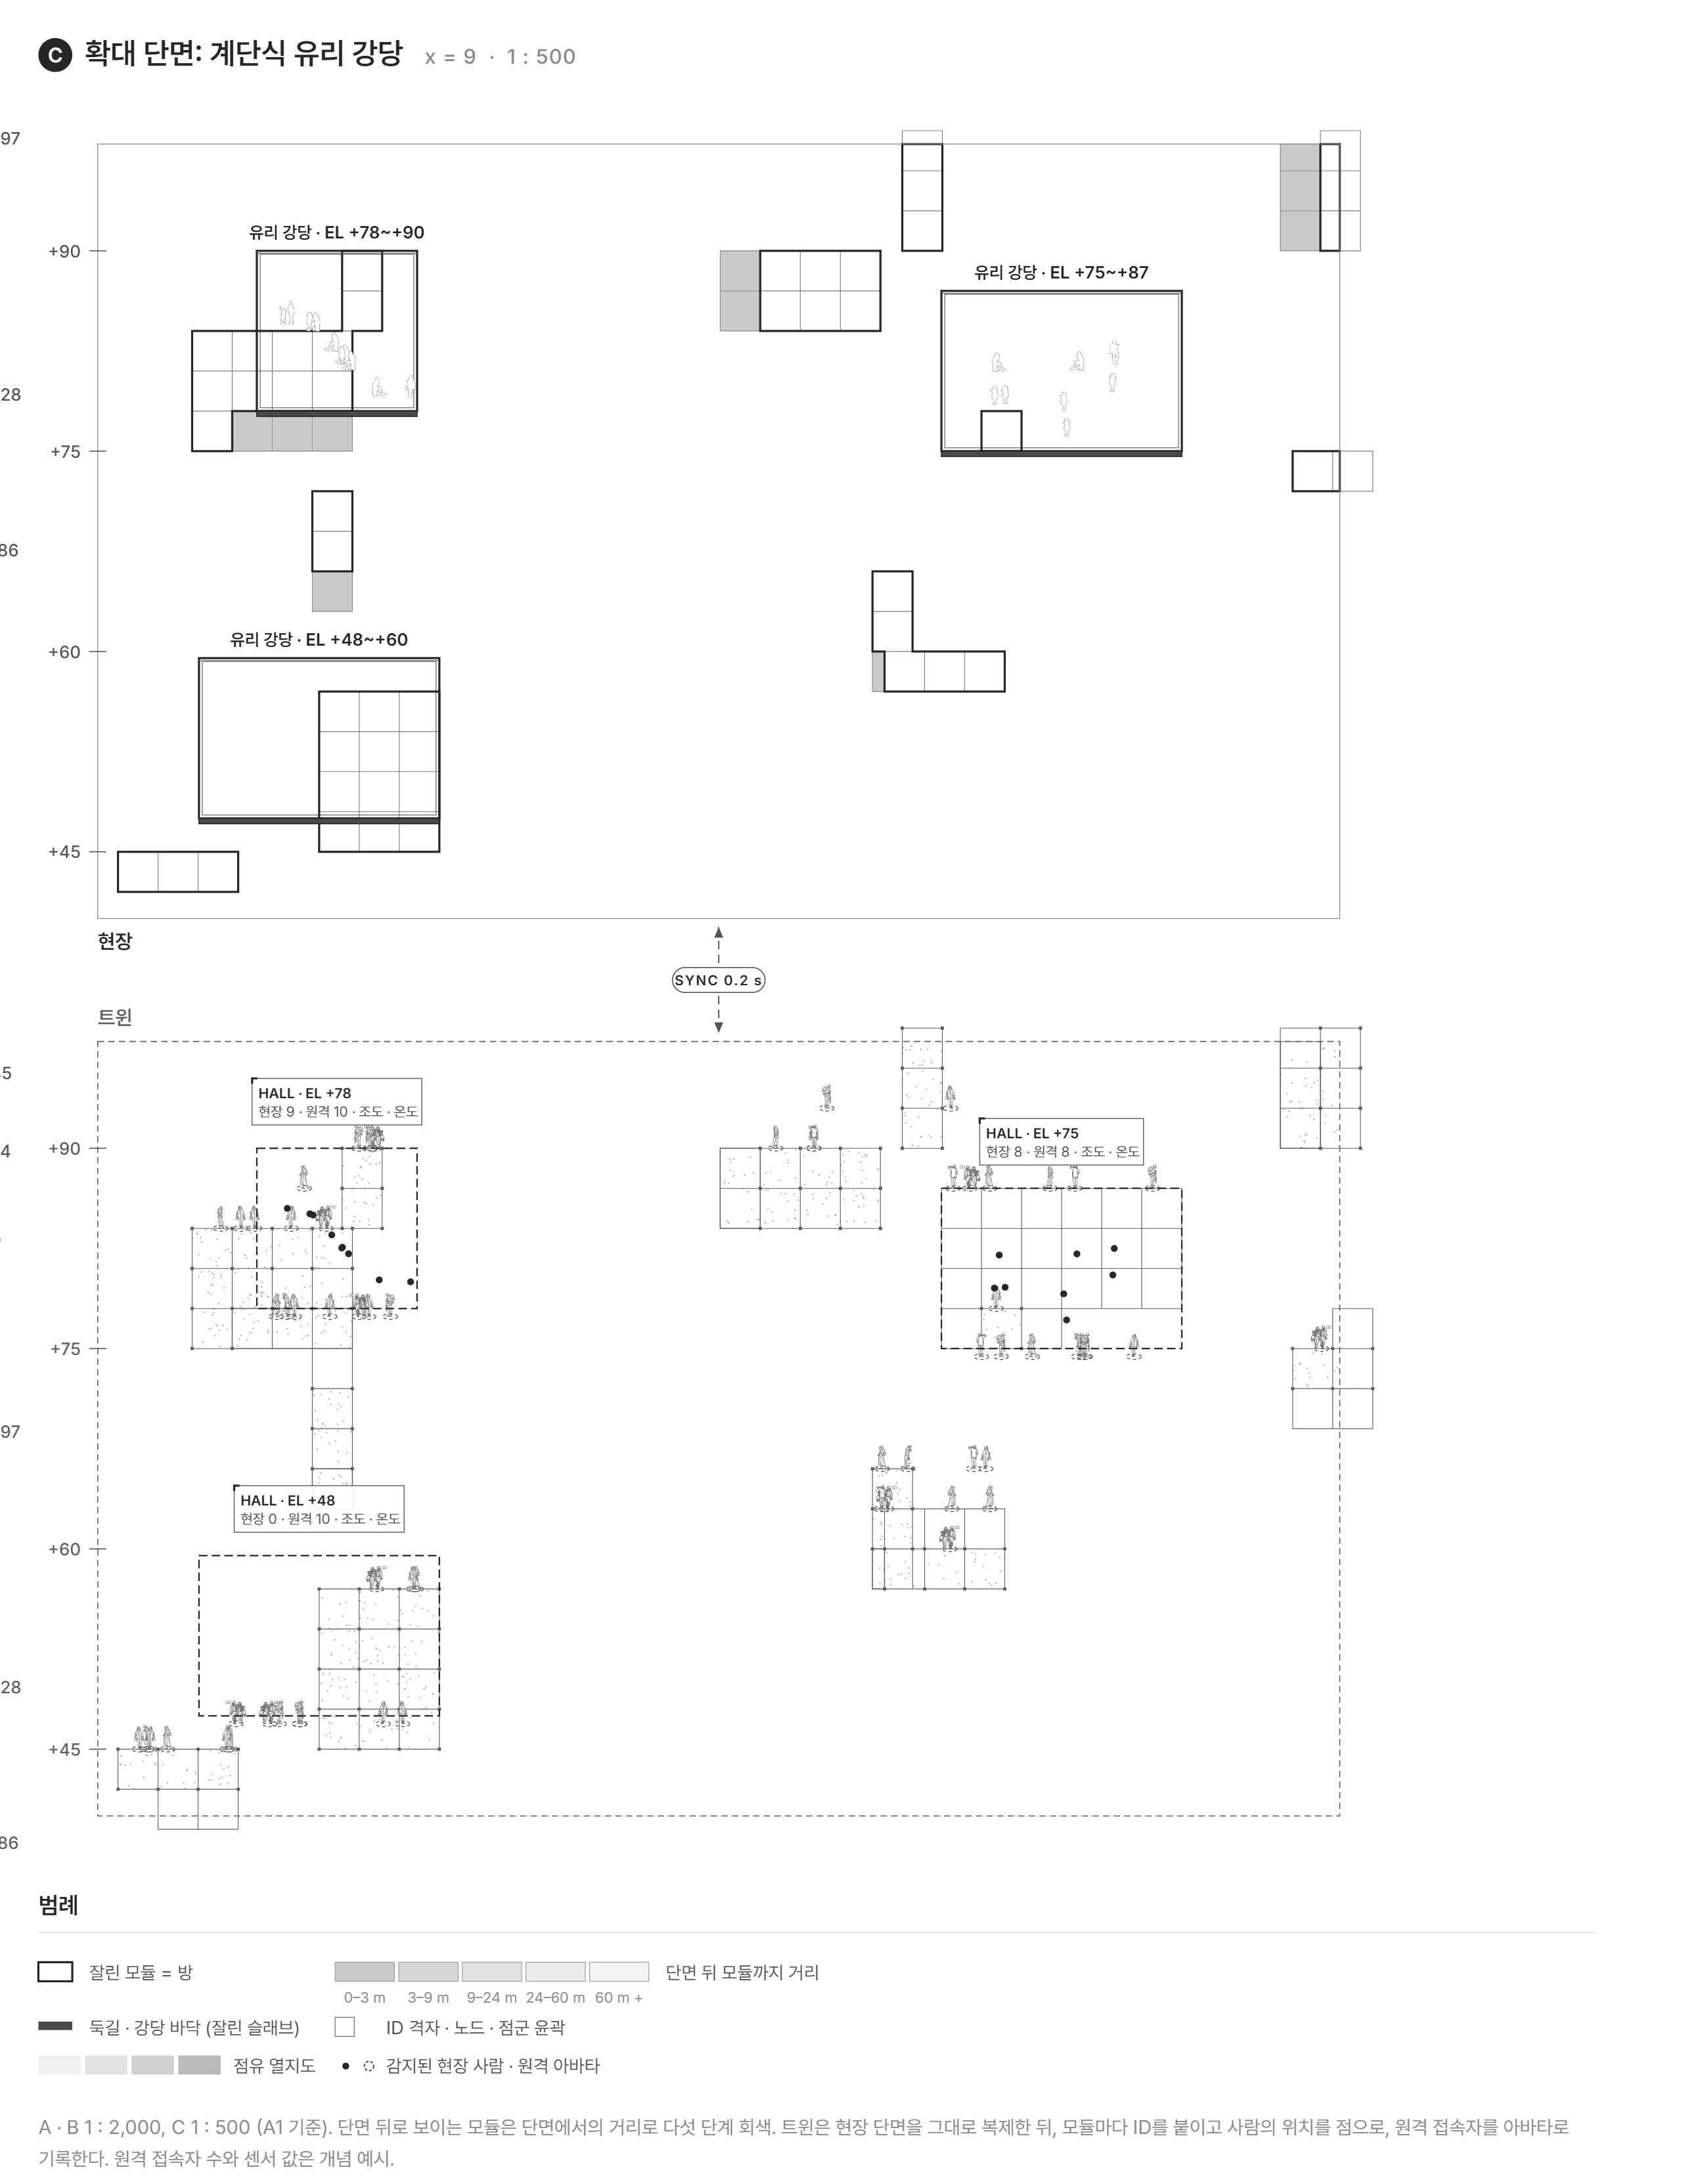 C 확대 단면: 계단식 유리 강당 x = 9 · 1 : 500
97
유리 강당 · EL +78~+90
+90
유리 강당 · EL +75~+87
28
+75
86
유리 강당 · EL +48~+60
+60
+45
현장
SYNC 0.2 s
트윈
5
HALL · EL +78
현장 9 · 원격 10 · 조도 · 온도
HALL · EL +75
현장 8 · 원격 8 · 조도 · 온도
4
+90
+75
97
HALL · EL +48
현장 0 · 원격 10 · 조도 · 온도
+60
28
+45
86
범례
잘린 모듈 = 방
단면 뒤 모듈까지 거리
0–3 m 3–9 m 9–24 m 24–60 m 60 m +
둑길 · 강당 바닥 (잘린 슬래브)
ID 격자 · 노드 · 점군 윤곽
점유 열지도
감지된 현장 사람 · 원격 아바타
A · B 1 : 2,000, C 1 : 500 (A1 기준). 단면 뒤로 보이는 모듈은 단면에서의 거리로 다섯 단계 회색. 트윈은 현장 단면을 그대로 복제한 뒤, 모듈마다 ID를 붙이고 사람의 위치를 점으로, 원격 접속자를 아바타로
기록한다. 원격 접속자 수와 센서 값은 개념 예시.